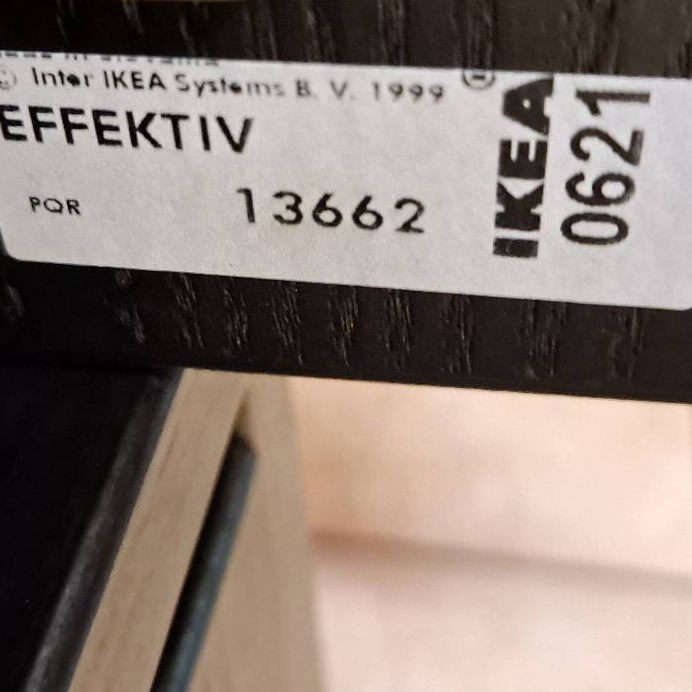 © Inter IKEA Systems B. V. 1999
EFFEKTIV
PQR 13662
IKEA®
0621